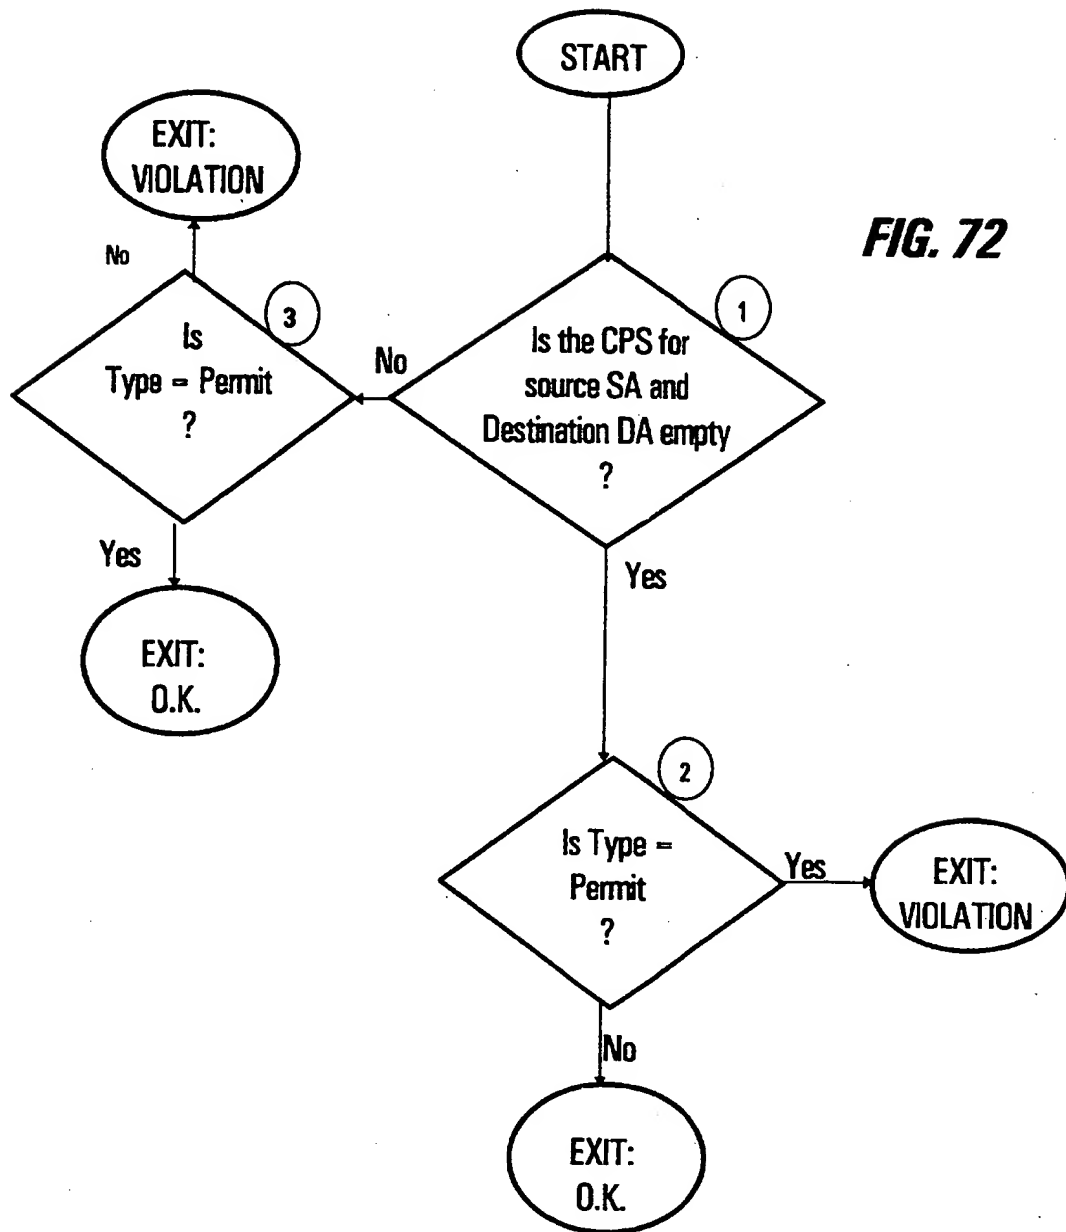 START
EXIT:
VIOLATION
FIG. 72
No
3
1
Is
Type = Permit
?
No
Is the CPS for
source SA and
Destination DA empty
?
Yes
Yes
EXIT:
O.K.
2
Is Type =
Permit
?
Yes
EXIT:
VIOLATION
No
EXIT:
O.K.